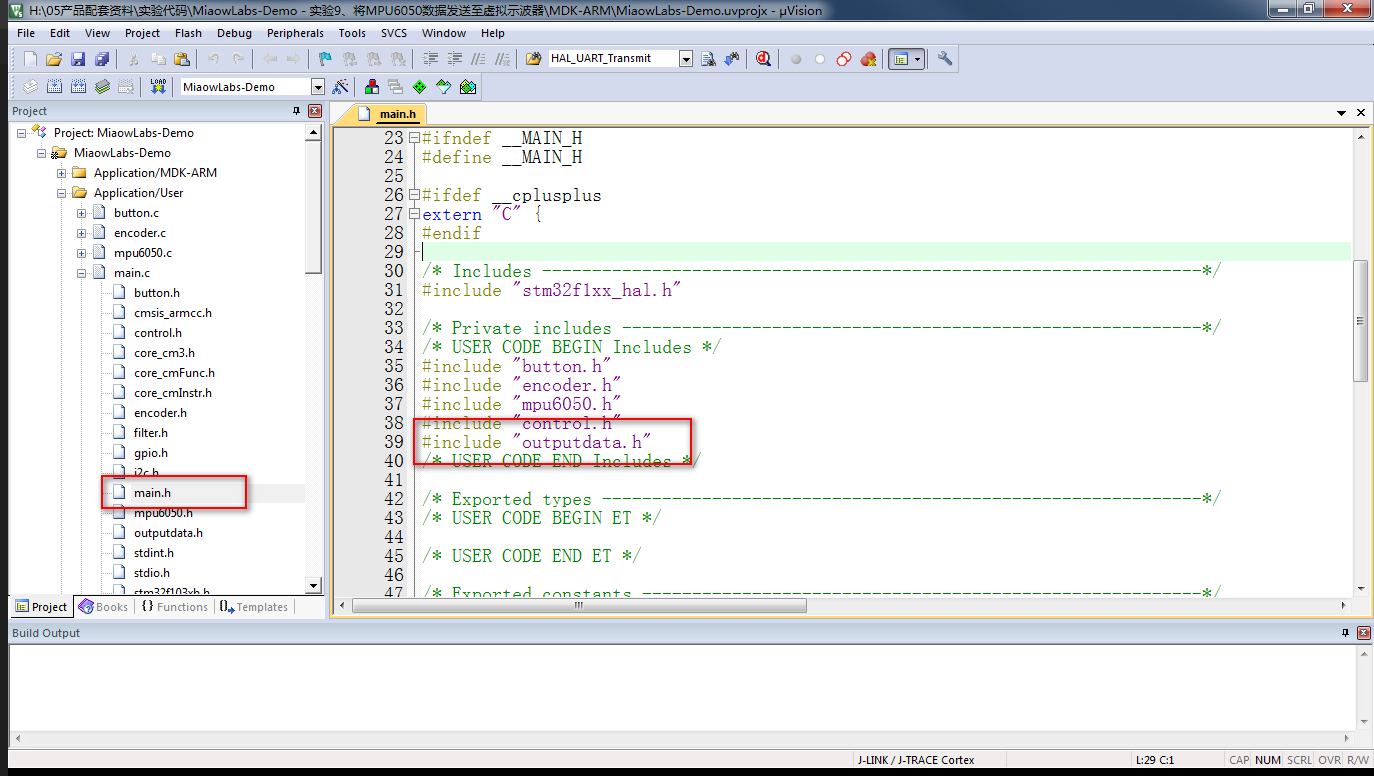 H:\05产品配套资料\实验代码\MiaowLabs-Demo - 实验9、将MPU6050数据发送至虚拟示波器\MDK-ARM\MiaowLabs-Demo.uvprojx - µVision
File Edit View Project Flash Debug Peripherals Tools SVCS Window Help
HAL_UART_Transmit
LOAD MiaowLabs-Demo
Project
Project: MiaowLabs-Demo
MiaowLabs-Demo
Application/MDK-ARM
Application/User
button.c
encoder.c
mpu6050.c
main.c
button.h
cmsis_armcc.h
control.h
core_cm3.h
core_cmFunc.h
core_cmInstr.h
encoder.h
filter.h
gpio.h
i2c.h
main.h
mpu6050.h
outputdata.h
stdint.h
stdio.h
stm32f103xb.h
Project Books {} Functions Templates
main.h
23 #ifndef __MAIN_H
24 #define __MAIN_H
25
26 #ifdef __cplusplus
27 extern "C" {
28 #endif
29
30 /* Includes ------------------------------------------------------------------*/
31 #include "stm32f1xx_hal.h"
32
33 /* Private includes ----------------------------------------------------------*/
34 /* USER CODE BEGIN Includes */
35 #include "button.h"
36 #include "encoder.h"
37 #include "mpu6050.h"
38 #include "control.h"
39 #include "outputdata.h"
40 /* USER CODE END Includes */
41
42 /* Exported types ------------------------------------------------------------*/
43 /* USER CODE BEGIN ET */
44
45 /* USER CODE END ET */
46
47 /* Exported constants --------------------------------------------------------*/
Build Output
J-LINK / J-TRACE Cortex L:29 C:1 CAP NUM SCRL OVR R/W